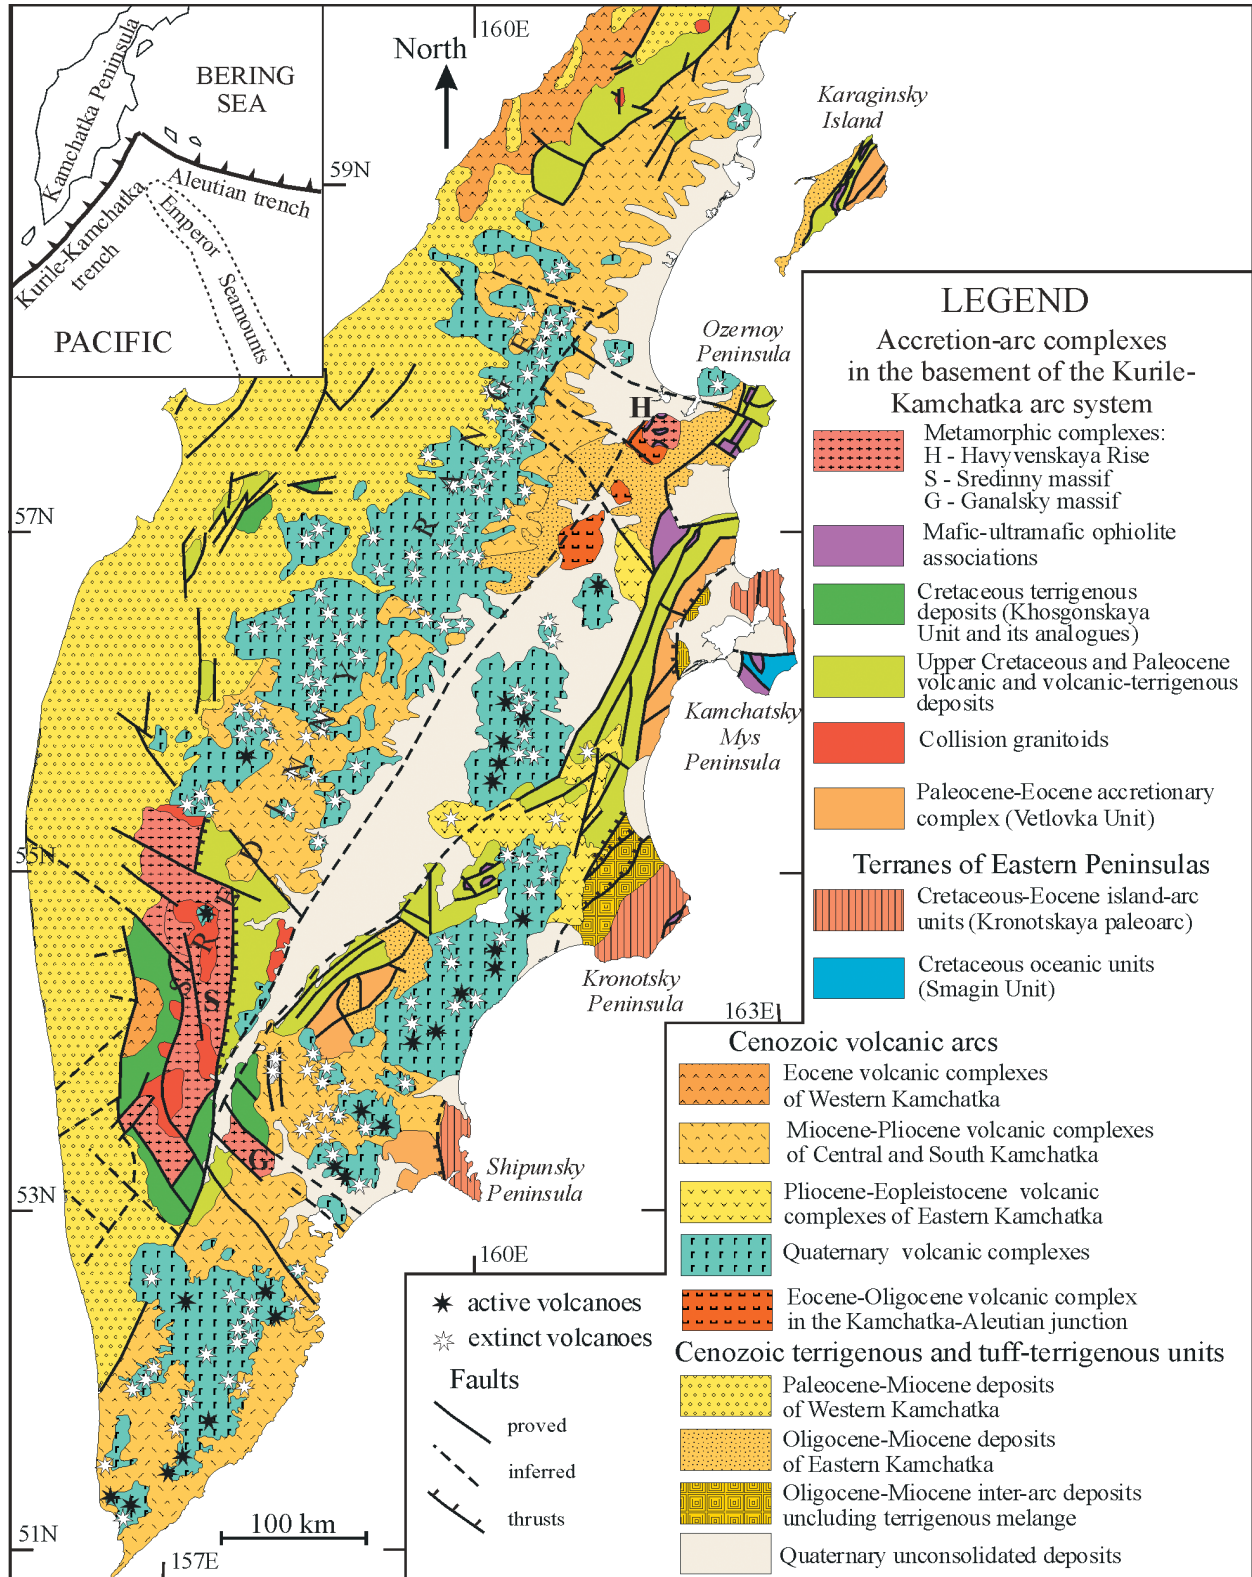 160E
North
Kamchatka Peninsula
BERING
SEA
59N
Aleutian trench
Kurile-Kamchatka
trench
Emperor
Seamounts
PACIFIC
Karaginsky
Island
Ozernoy
Peninsula
H
57N
SREDINNY RANGE
Kamchatsky
Mys
Peninsula
55N
S
Kronotsky
Peninsula
163E
G
Shipunsky
Peninsula
53N
160E
51N
157E
100 km
LEGEND
Accretion-arc complexes
in the basement of the Kurile-
Kamchatka arc system
Metamorphic complexes:
H - Havyvenskaya Rise
S - Sredinny massif
G - Ganalsky massif
Mafic-ultramafic ophiolite
associations
Cretaceous terrigenous
deposits (Khosgonskaya
Unit and its analogues)
Upper Cretaceous and Paleocene
volcanic and volcanic-terrigenous
deposits
Collision granitoids
Paleocene-Eocene accretionary
complex (Vetlovka Unit)
Terranes of Eastern Peninsulas
Cretaceous-Eocene island-arc
units (Kronotskaya paleoarc)
Cretaceous oceanic units
(Smagin Unit)
Cenozoic volcanic arcs
Eocene volcanic complexes
of Western Kamchatka
Miocene-Pliocene volcanic complexes
of Central and South Kamchatka
Pliocene-Eopleistocene volcanic
complexes of Eastern Kamchatka
Quaternary volcanic complexes
Eocene-Oligocene volcanic complex
in the Kamchatka-Aleutian junction
Cenozoic terrigenous and tuff-terrigenous units
Paleocene-Miocene deposits
of Western Kamchatka
Oligocene-Miocene deposits
of Eastern Kamchatka
Oligocene-Miocene inter-arc deposits
uncluding terrigenous melange
Quaternary unconsolidated deposits
active volcanoes
extinct volcanoes
Faults
proved
inferred
thrusts